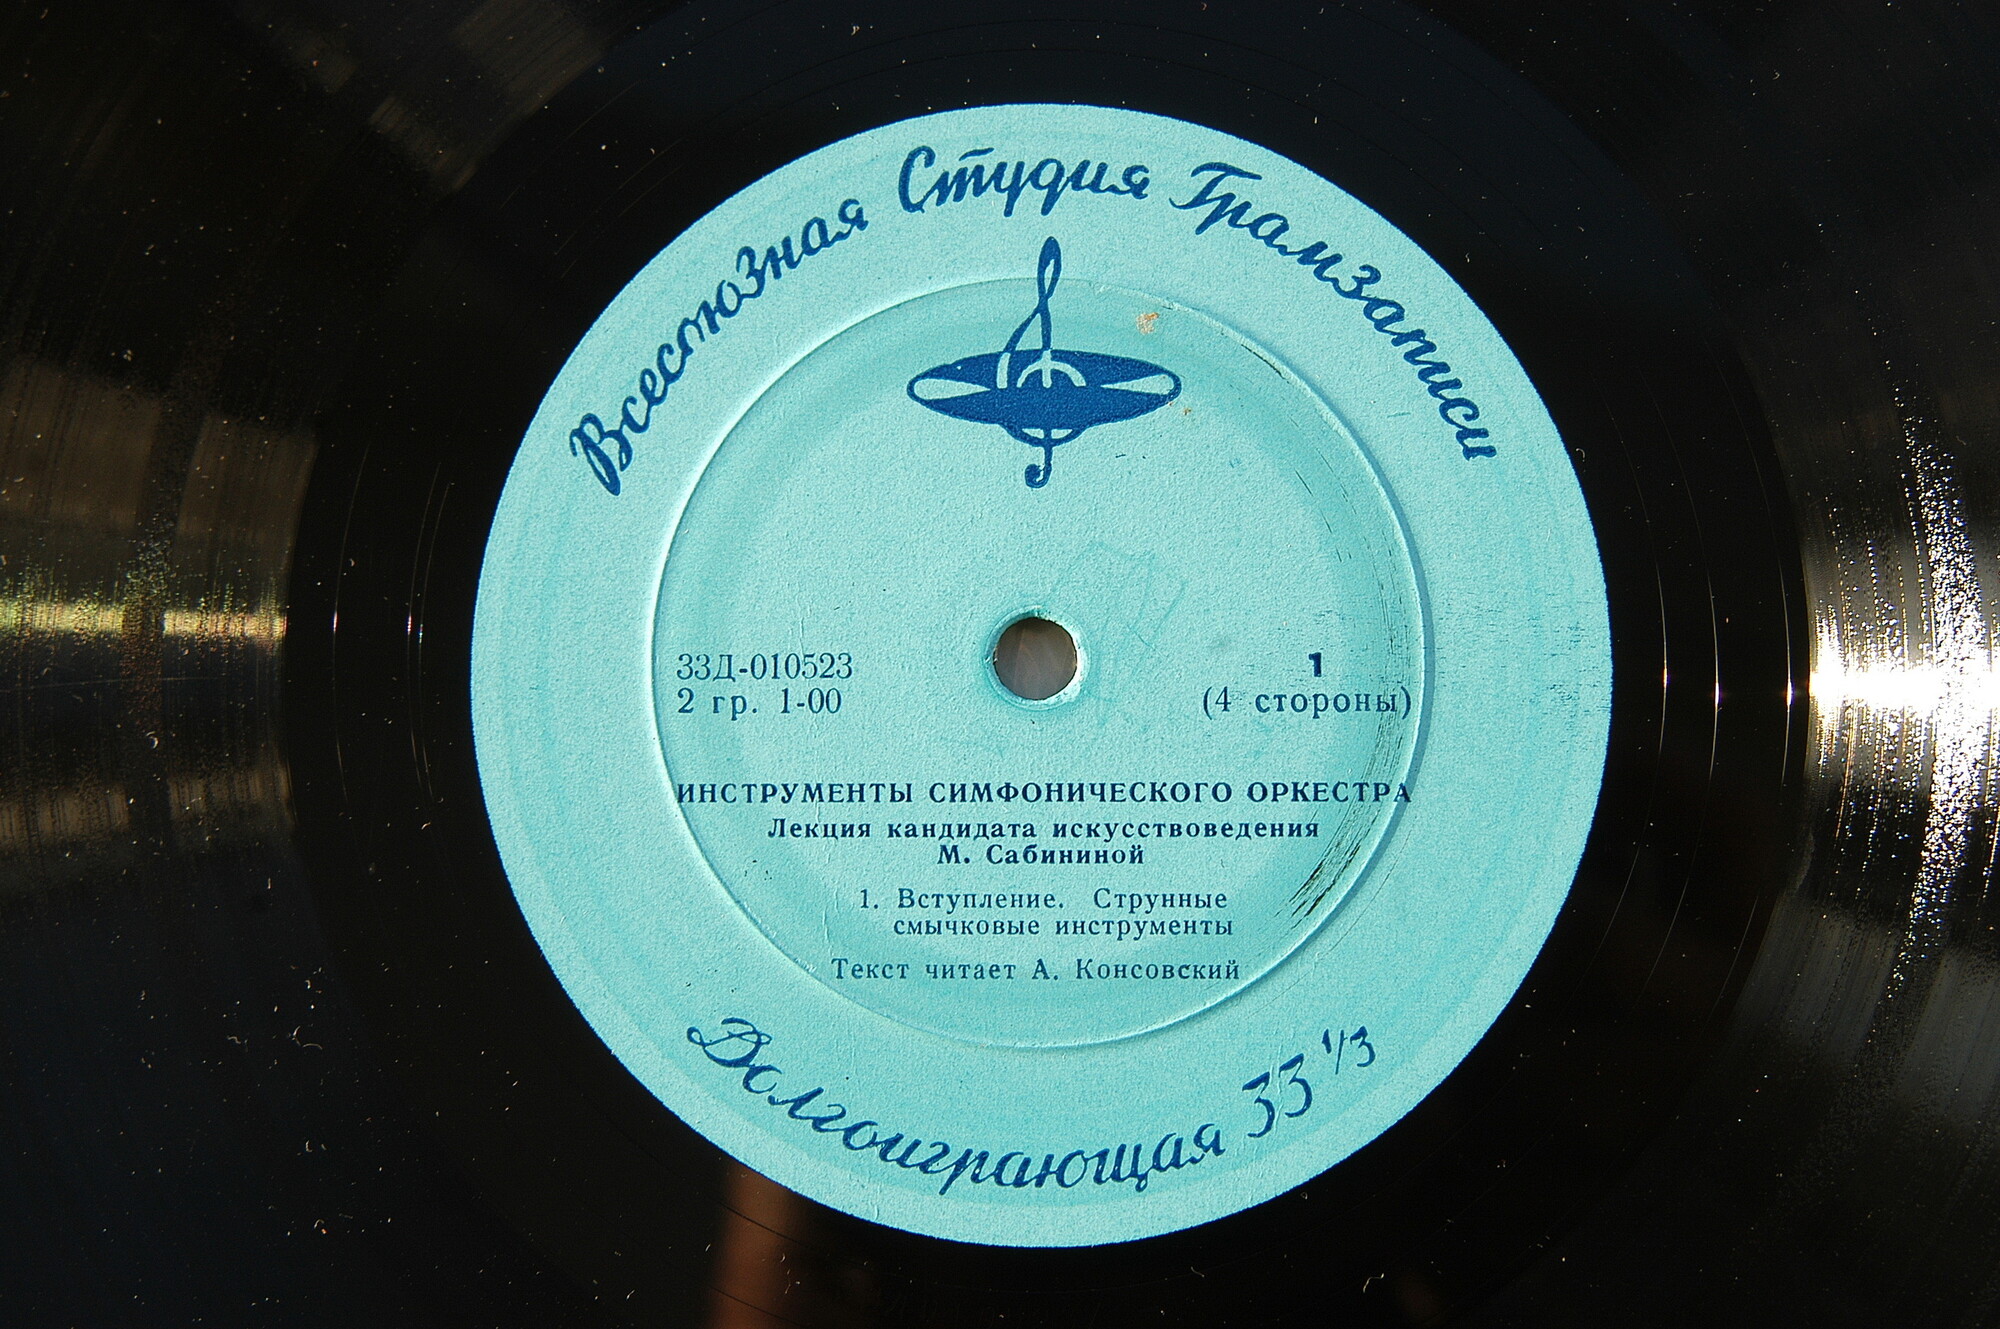 Всесоюзная Студия Грамзаписи
33Д-010523
2 гр. 1-00
1
(4 стороны)
ИНСТРУМЕНТЫ СИМФОНИЧЕСКОГО ОРКЕСТРА
Лекция кандидата искусствоведения
М. Сабининой
1. Вступление. Струнные
смычковые инструменты
Текст читает А. Консовский
Долгоиграющая 33 1/3